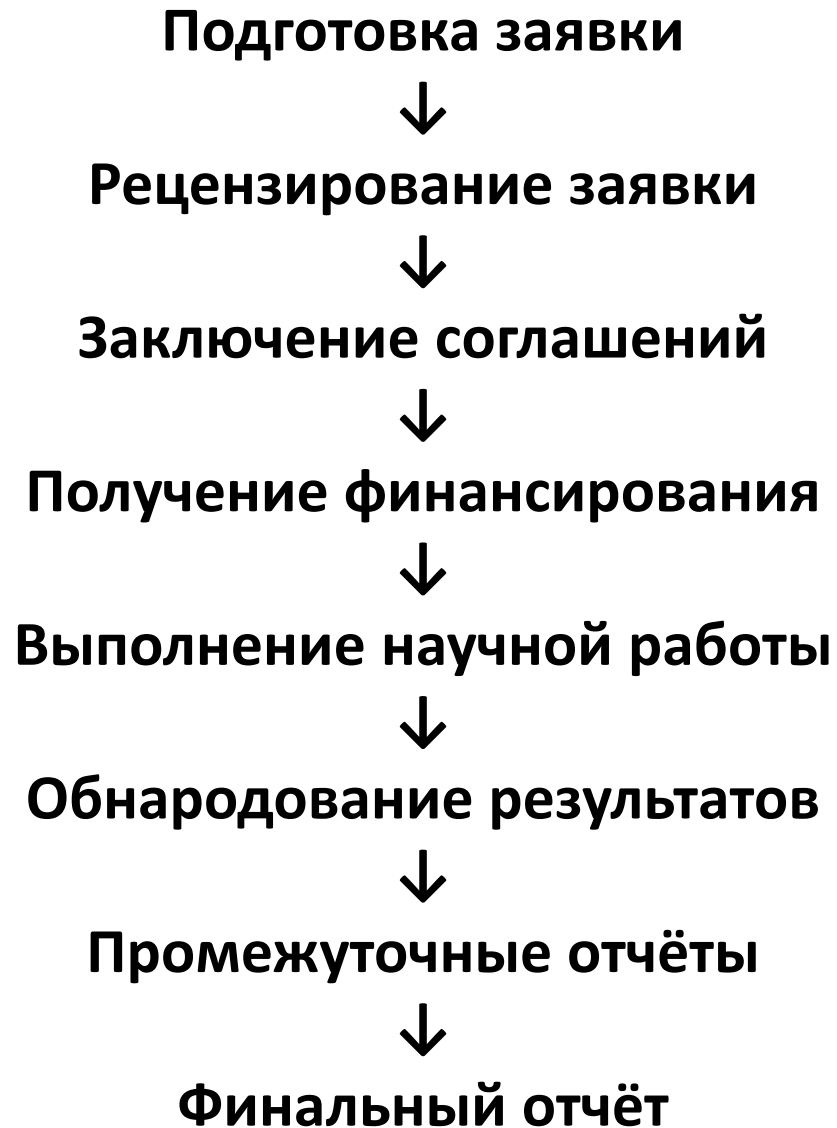 Подготовка заявки
↓
Рецензирование заявки
↓
Заключение соглашений
↓
Получение финансирования
↓
Выполнение научной работы
↓
Обнародование результатов
↓
Промежуточные отчёты
↓
Финальный отчёт